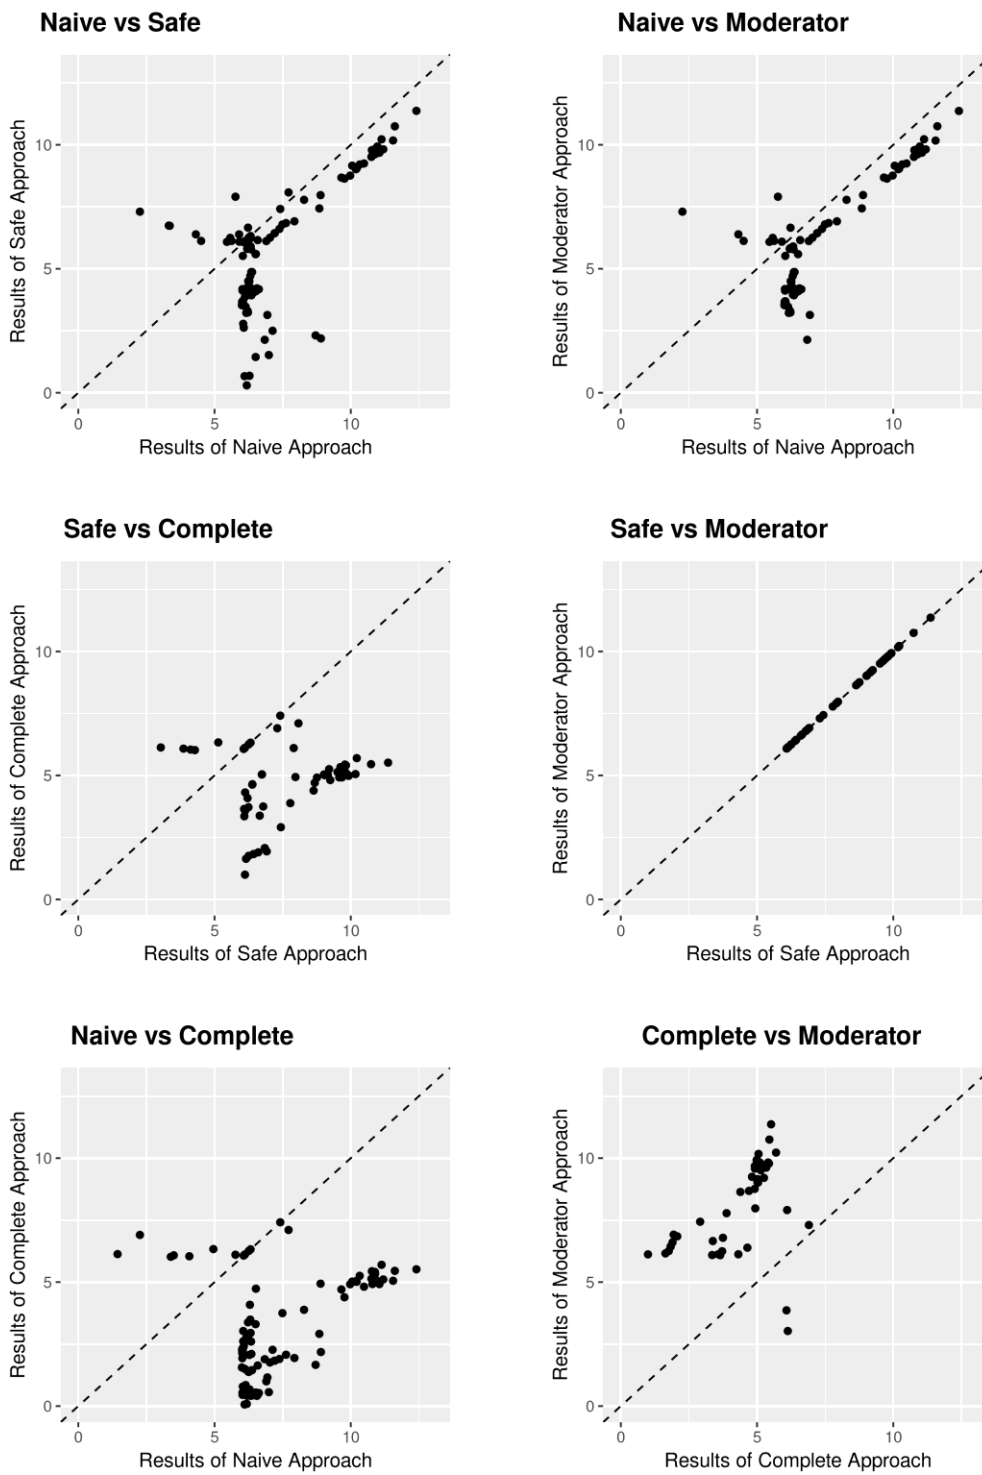 Naive vs Safe
Naive vs Moderator
Results of Safe Approach
10
5
0
0
5
10
Results of Naive Approach
Results of Moderator Approach
10
5
0
0
5
10
Results of Naive Approach
Safe vs Complete
Safe vs Moderator
Results of Complete Approach
10
5
0
0
5
10
Results of Safe Approach
Results of Moderator Approach
10
5
0
0
5
10
Results of Safe Approach
Naive vs Complete
Complete vs Moderator
Results of Complete Approach
10
5
0
0
5
10
Results of Naive Approach
Results of Moderator Approach
10
5
0
0
5
10
Results of Complete Approach